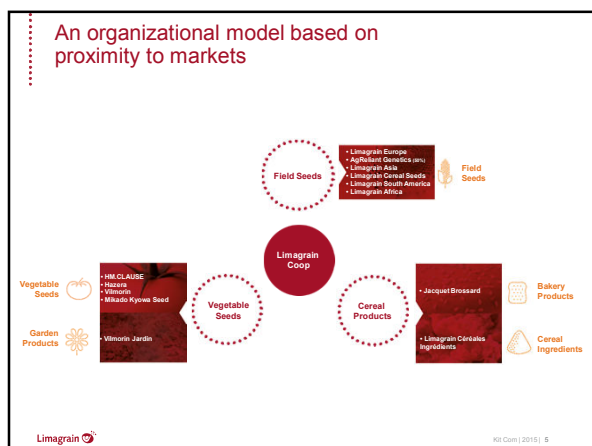 An organizational model based on
proximity to markets
Field Seeds
• Limagrain Europe
• AgReliant Genetics (50%)
• Limagrain Asia
• Limagrain Cereal Seeds
• Limagrain South America
• Limagrain Africa
Field
Seeds
Limagrain
Coop
Vegetable
Seeds
• HM.CLAUSE
• Hazera
• Vilmorin
• Mikado Kyowa Seed
Garden
Products
• Vilmorin Jardin
Vegetable
Seeds
Cereal
Products
• Jacquet Brossard
Bakery
Products
• Limagrain Céréales
Ingrédients
Cereal
Ingredients
Limagrain
Kit Com | 2015 | 5